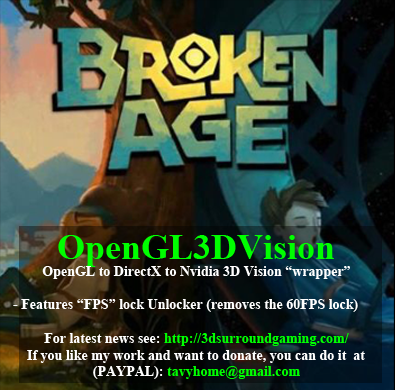 BROKEN
AGE
OpenGL3DVision
OpenGL to DirectX to Nvidia 3D Vision “wrapper”
- Features “FPS” lock Unlocker (removes the 60FPS lock)
For latest news see: http://3dsurroundgaming.com/
If you like my work and want to donate, you can do it at
(PAYPAL): tavyhome@gmail.com